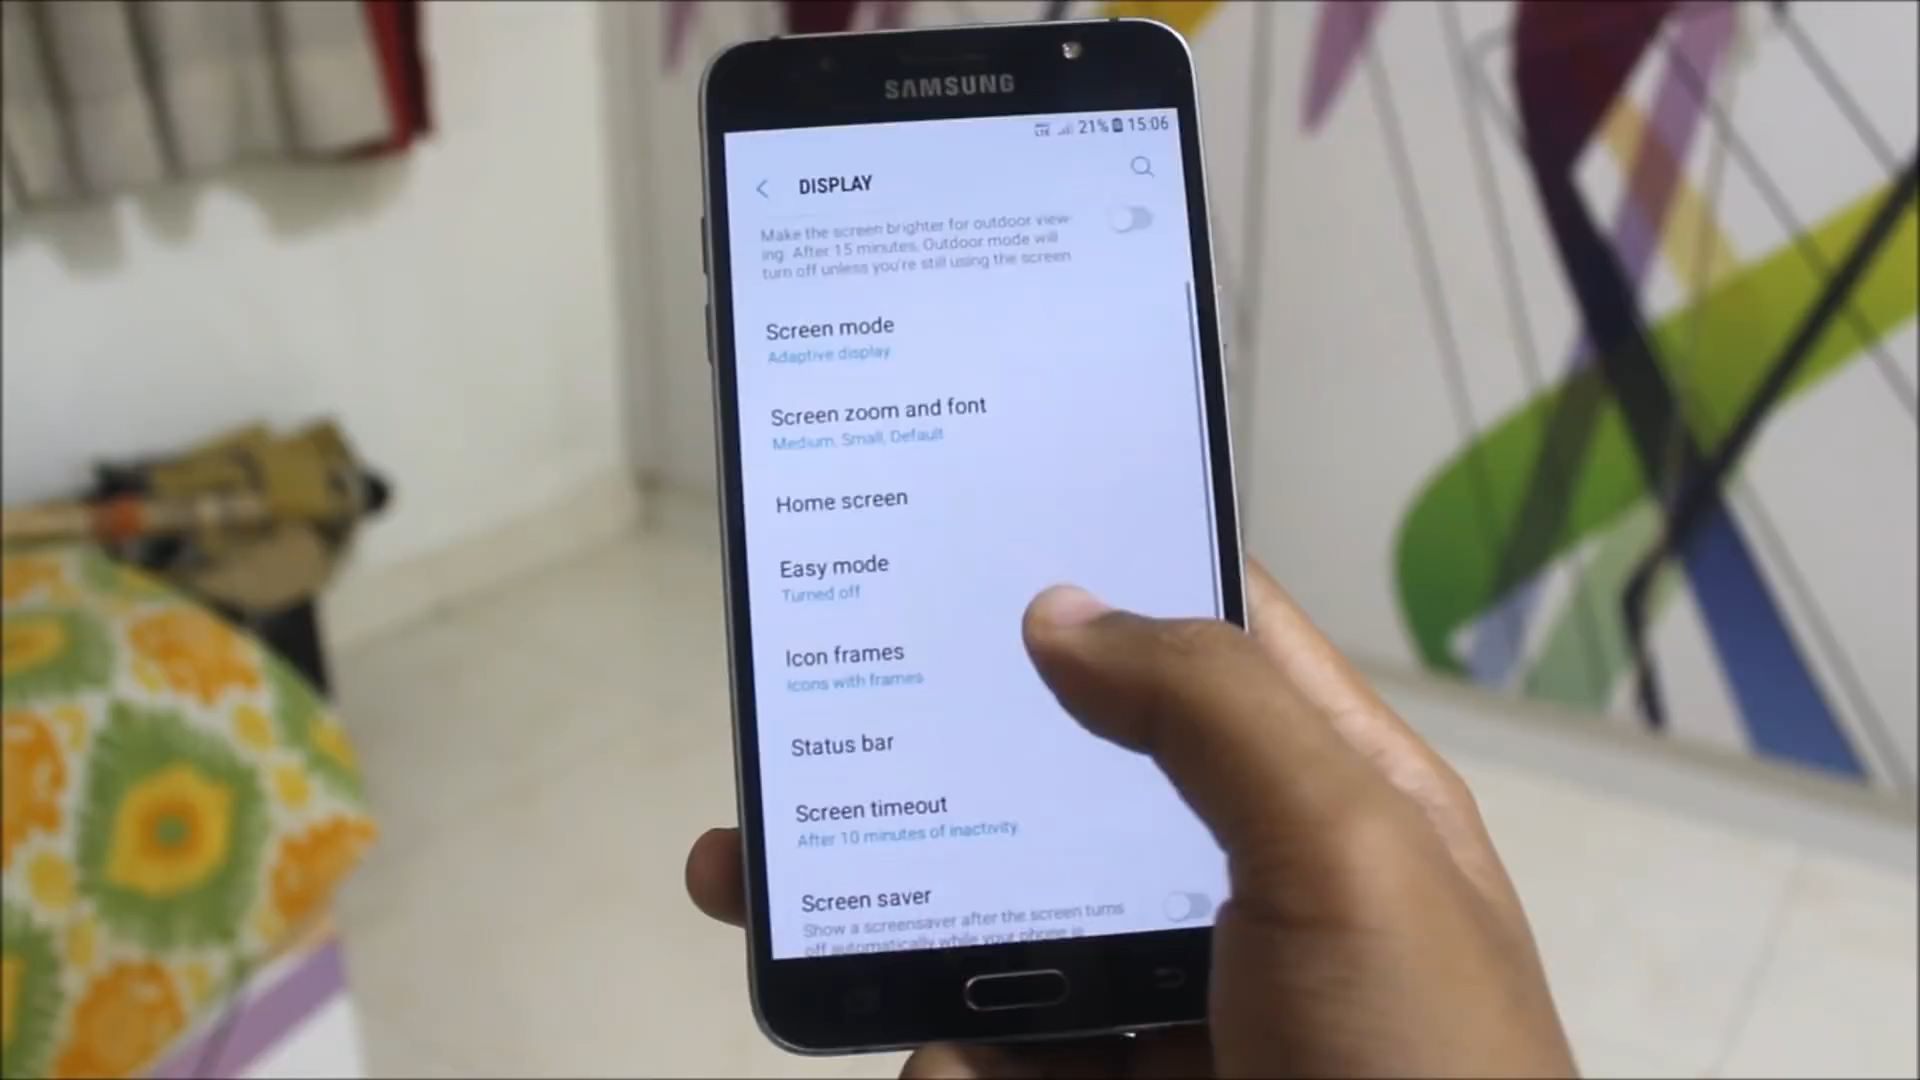 SAMSUNG
LTE 21% 15:06
DISPLAY
Make the screen brighter for outdoor view-
ing. After 15 minutes, Outdoor mode will
turn off unless you're still using the screen
Screen mode
Adaptive display
Screen zoom and font
Medium, Small, Default
Home screen
Easy mode
Turned off
Icon frames
Icons with frames
Status bar
Screen timeout
After 10 minutes of inactivity
Screen saver
Show a screensaver after the screen turns
off automatically while your phone is